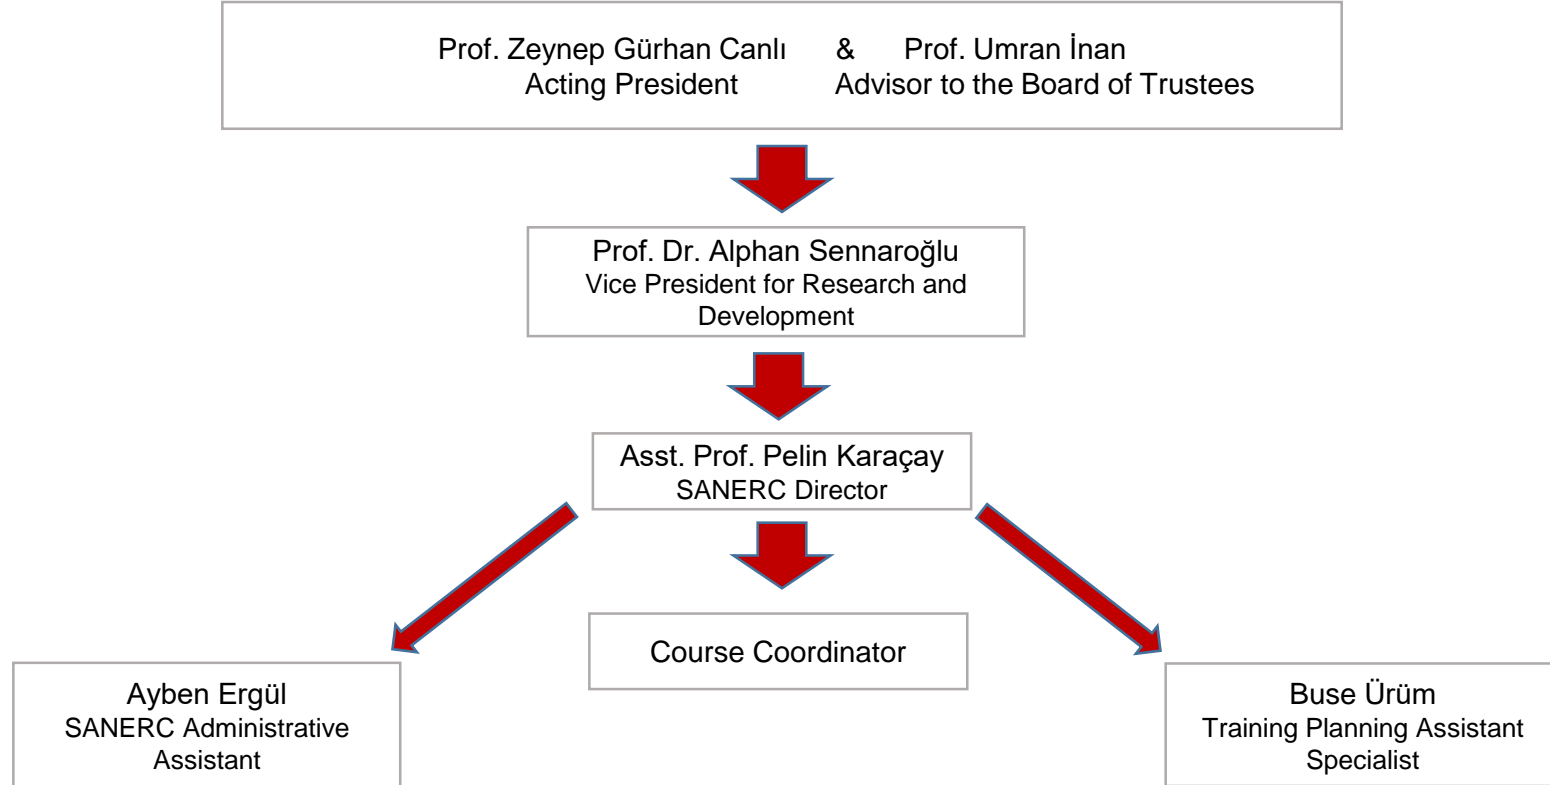 Prof. Zeynep Gürhan Canlı & Prof. Umran İnan
Acting President Advisor to the Board of Trustees
Prof. Dr. Alphan Sennaroğlu
Vice President for Research and
Development
Asst. Prof. Pelin Karaçay
SANERC Director
Course Coordinator
Ayben Ergül
SANERC Administrative
Assistant
Buse Ürüm
Training Planning Assistant
Specialist